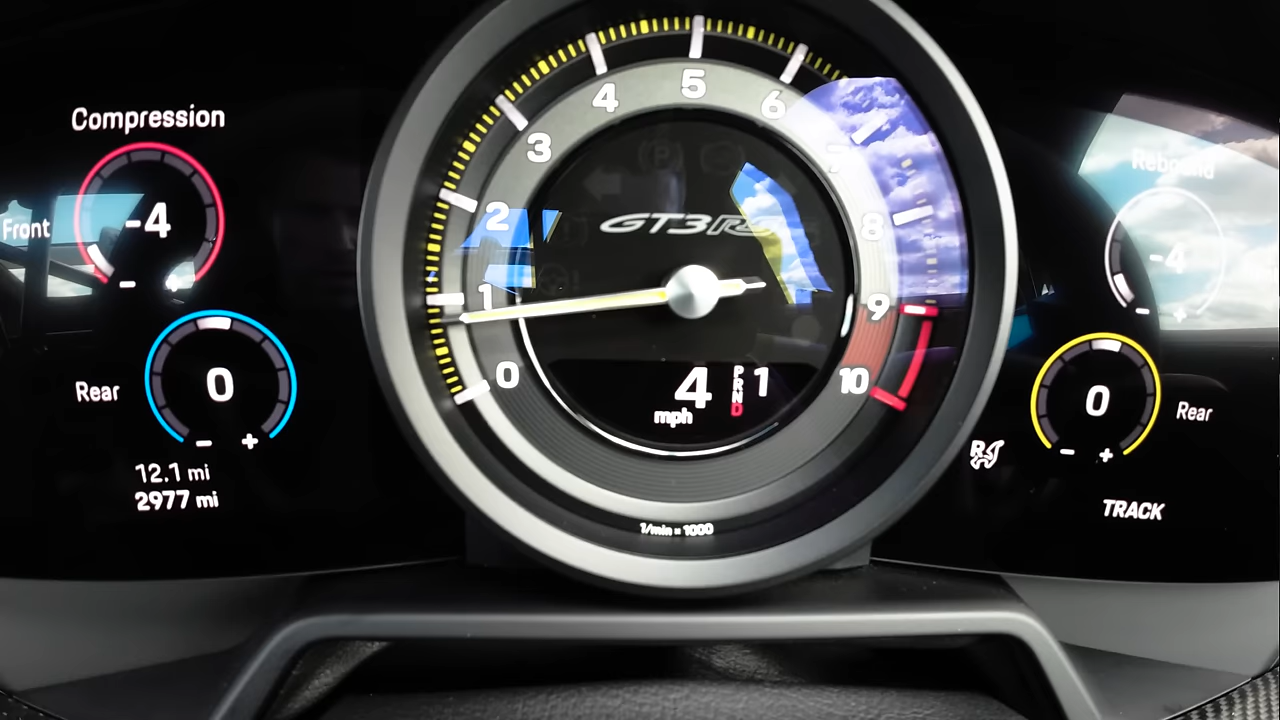 Compression
Front
-4
- +
Rear
0
- +
12.1 mi
2977 mi
0
1
2
3
4
5
6
7
8
9
10
GT3RS
4
mph
P
R
N
D
1
1/min × 1000
Rebound
-4
- +
0
Rear
- +
TRACK